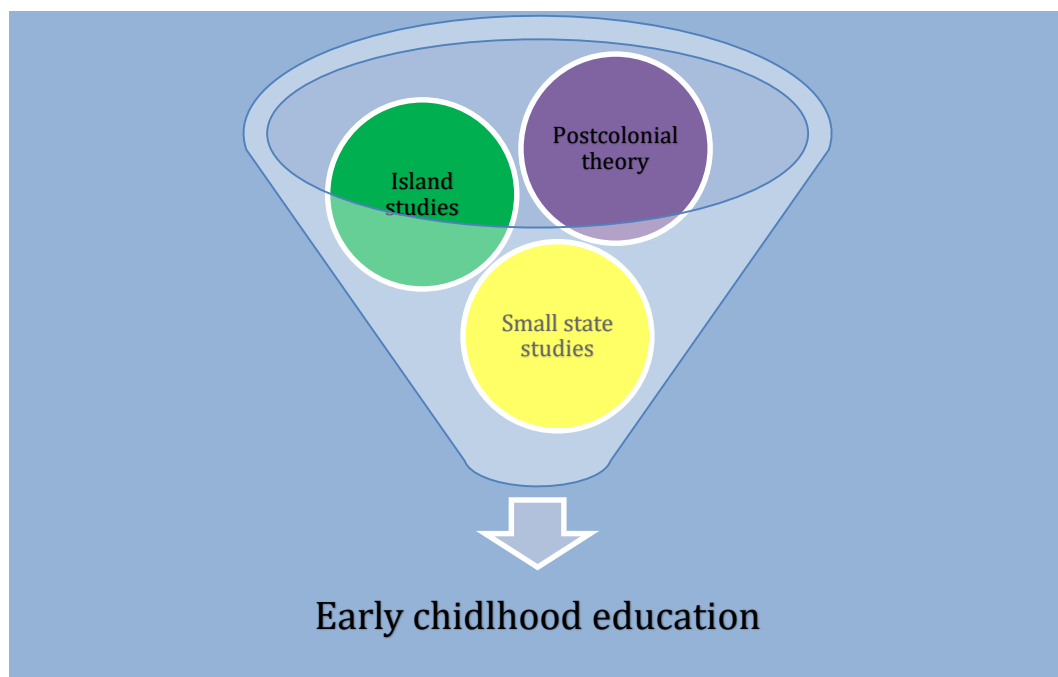 Postcolonial
theory
Island
studies
Small state
studies
Early chidlhood education